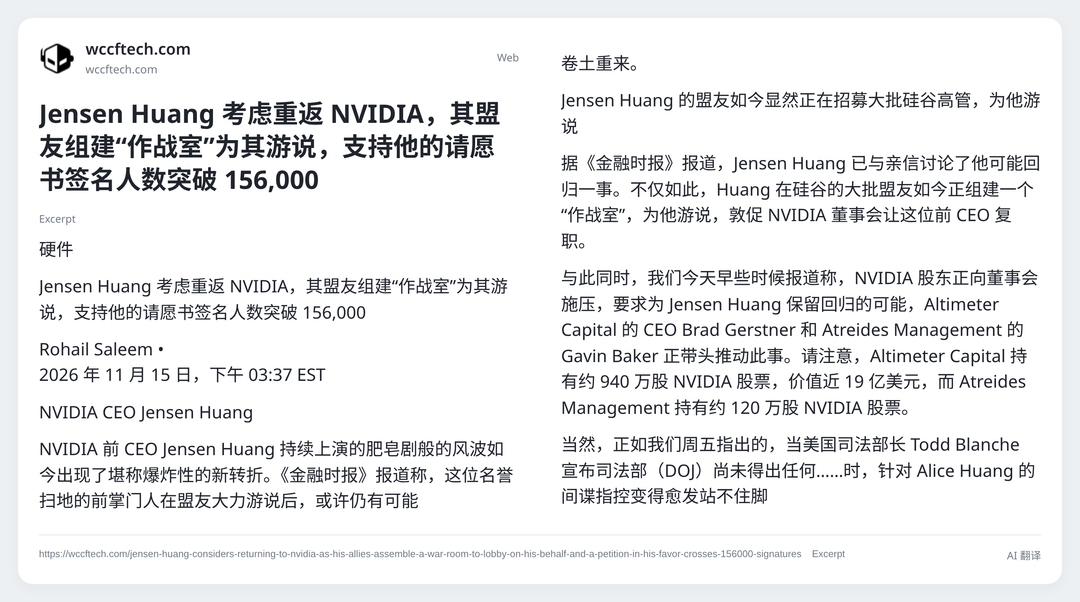 wccftech.com
wccftech.com
Web
Jensen Huang 考虑重返 NVIDIA，其盟
友组建“作战室”为其游说，支持他的请愿
书签名人数突破 156,000
Excerpt
硬件
Jensen Huang 考虑重返 NVIDIA，其盟友组建“作战室”为其游
说，支持他的请愿书签名人数突破 156,000
Rohail Saleem •
2026 年 11 月 15 日，下午 03:37 EST
NVIDIA CEO Jensen Huang
NVIDIA 前 CEO Jensen Huang 持续上演的肥皂剧般的风波如
今出现了堪称爆炸性的新转折。《金融时报》报道称，这位名誉
扫地的前掌门人在盟友大力游说后，或许仍有可能
卷土重来。
Jensen Huang 的盟友如今显然正在招募大批硅谷高管，为他游
说
据《金融时报》报道，Jensen Huang 已与亲信讨论了他可能回
归一事。不仅如此，Huang 在硅谷的大批盟友如今正组建一个
“作战室”，为他游说，敦促 NVIDIA 董事会让这位前 CEO 复
职。
与此同时，我们今天早些时候报道称，NVIDIA 股东正向董事会
施压，要求为 Jensen Huang 保留回归的可能，Altimeter
Capital 的 CEO Brad Gerstner 和 Atreides Management 的
Gavin Baker 正带头推动此事。请注意，Altimeter Capital 持
有约 940 万股 NVIDIA 股票，价值近 19 亿美元，而 Atreides
Management 持有约 120 万股 NVIDIA 股票。
当然，正如我们周五指出的，当美国司法部长 Todd Blanche
宣布司法部（DOJ）尚未得出任何……时，针对 Alice Huang 的
间谍指控变得愈发站不住脚
https://wccftech.com/jensen-huang-considers-returning-to-nvidia-as-his-allies-assemble-a-war-room-to-lobby-on-his-behalf-and-a-petition-in-his-favor-crosses-156000-signatures Excerpt
AI 翻译